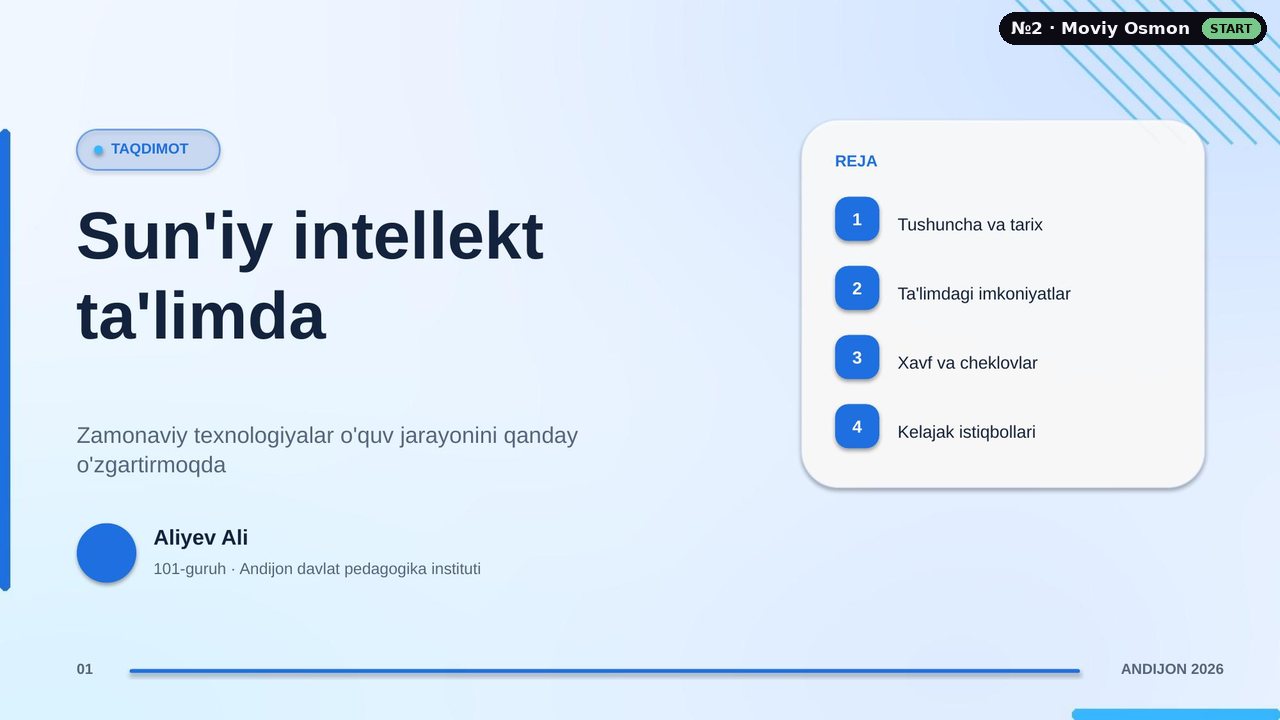 №2 · Moviy Osmon START
TAQDIMOT
Sun'iy intellekt
ta'limda
Zamonaviy texnologiyalar o'quv jarayonini qanday
o'zgartirmoqda
Aliyev Ali
101-guruh · Andijon davlat pedagogika instituti
REJA
1 Tushuncha va tarix
2 Ta'limdagi imkoniyatlar
3 Xavf va cheklovlar
4 Kelajak istiqbollari
01
ANDIJON 2026